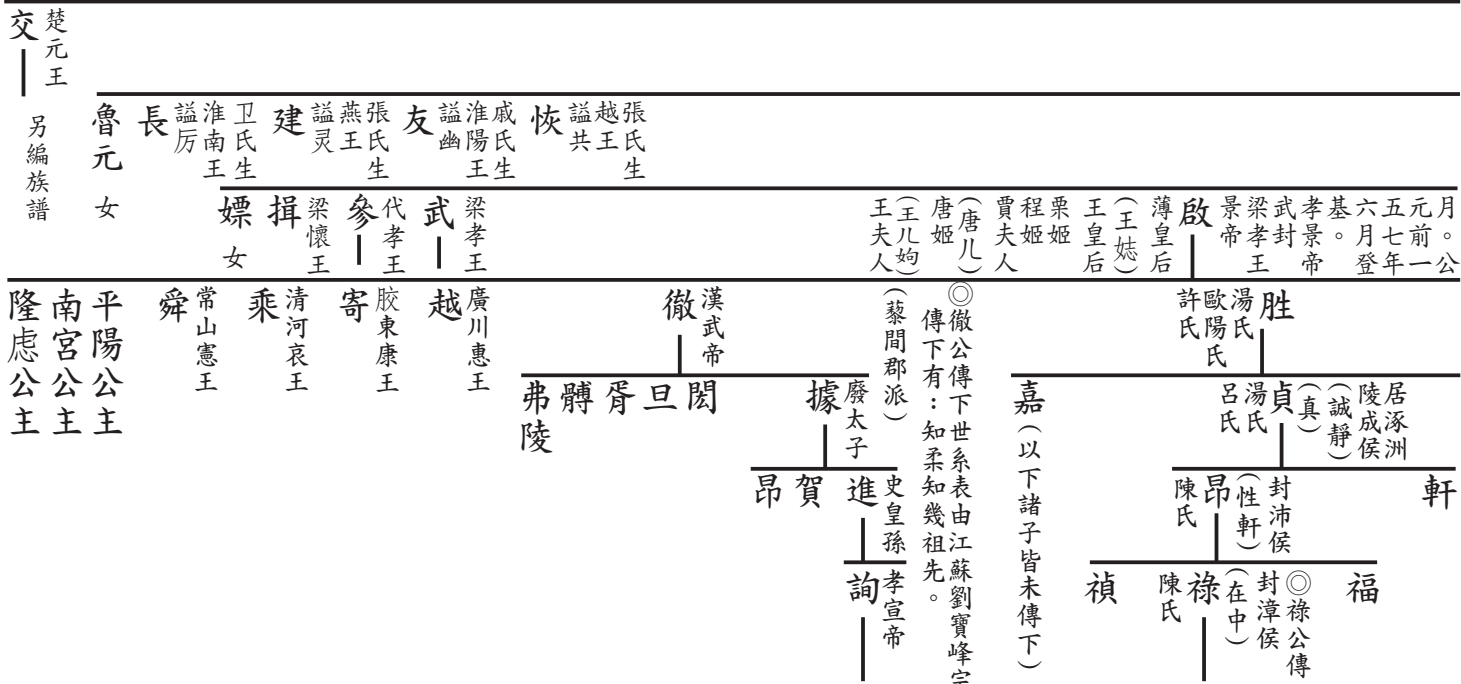 交
楚元王
另編族譜
恢
張氏生
越王
謚共
友
戚氏生
淮陽王
謚幽
建
張氏生
燕王
謚灵
長
卫氏生
淮南王
謚厉
魯元 女
月。公
元前一
五七年
六月登
基。
孝景帝
武封
梁孝王
景帝
啟
薄皇后
(王娡)
王皇后
栗姬
程姬
賈夫人
(唐儿)
唐姬
(王儿姁)
王夫人
武
梁孝王
參
代孝王
揖
梁懷王
嫖 女
胜
湯氏
歐陽氏
許氏
◎徹公傳下世系表由江蘇劉寶峰宗
傳下有:知柔知幾祖先。
(藜間郡派)
徹
漢武帝
越
廣川惠王
寄
胶東康王
乘
清河哀王
舜
常山憲王
平陽公主
南宮公主
隆虑公主
居涿洲
陵成侯
(誠靜)
(真)
貞
湯氏
呂氏
嘉(以下諸子皆未傳下)
據
廢太子
閎
旦
胥
髆
弗陵
軒
封沛侯
(性軒)
昂
陳氏
進
史皇孫
賀
昂
福
◎祿公傳
封漳侯
(在中)
祿
陳氏
禎
詢
孝宣帝